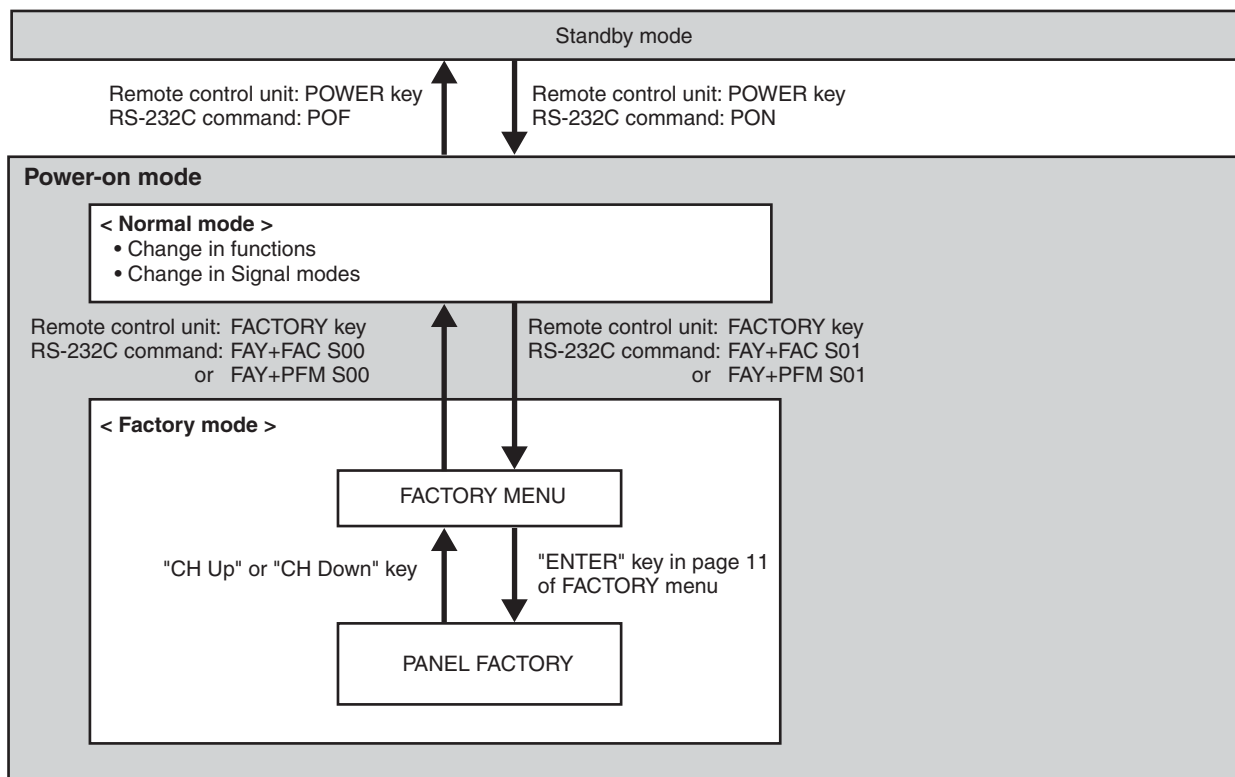 Standby mode
Remote control unit: POWER key
RS-232C command: POF
Remote control unit: POWER key
RS-232C command: PON
Power-on mode
< Normal mode >
• Change in functions
• Change in Signal modes
Remote control unit: FACTORY key
RS-232C command: FAY+FAC S00
or FAY+PFM S00
Remote control unit: FACTORY key
RS-232C command: FAY+FAC S01
or FAY+PFM S01
< Factory mode >
FACTORY MENU
"CH Up" or "CH Down" key
"ENTER" key in page 11
of FACTORY menu
PANEL FACTORY